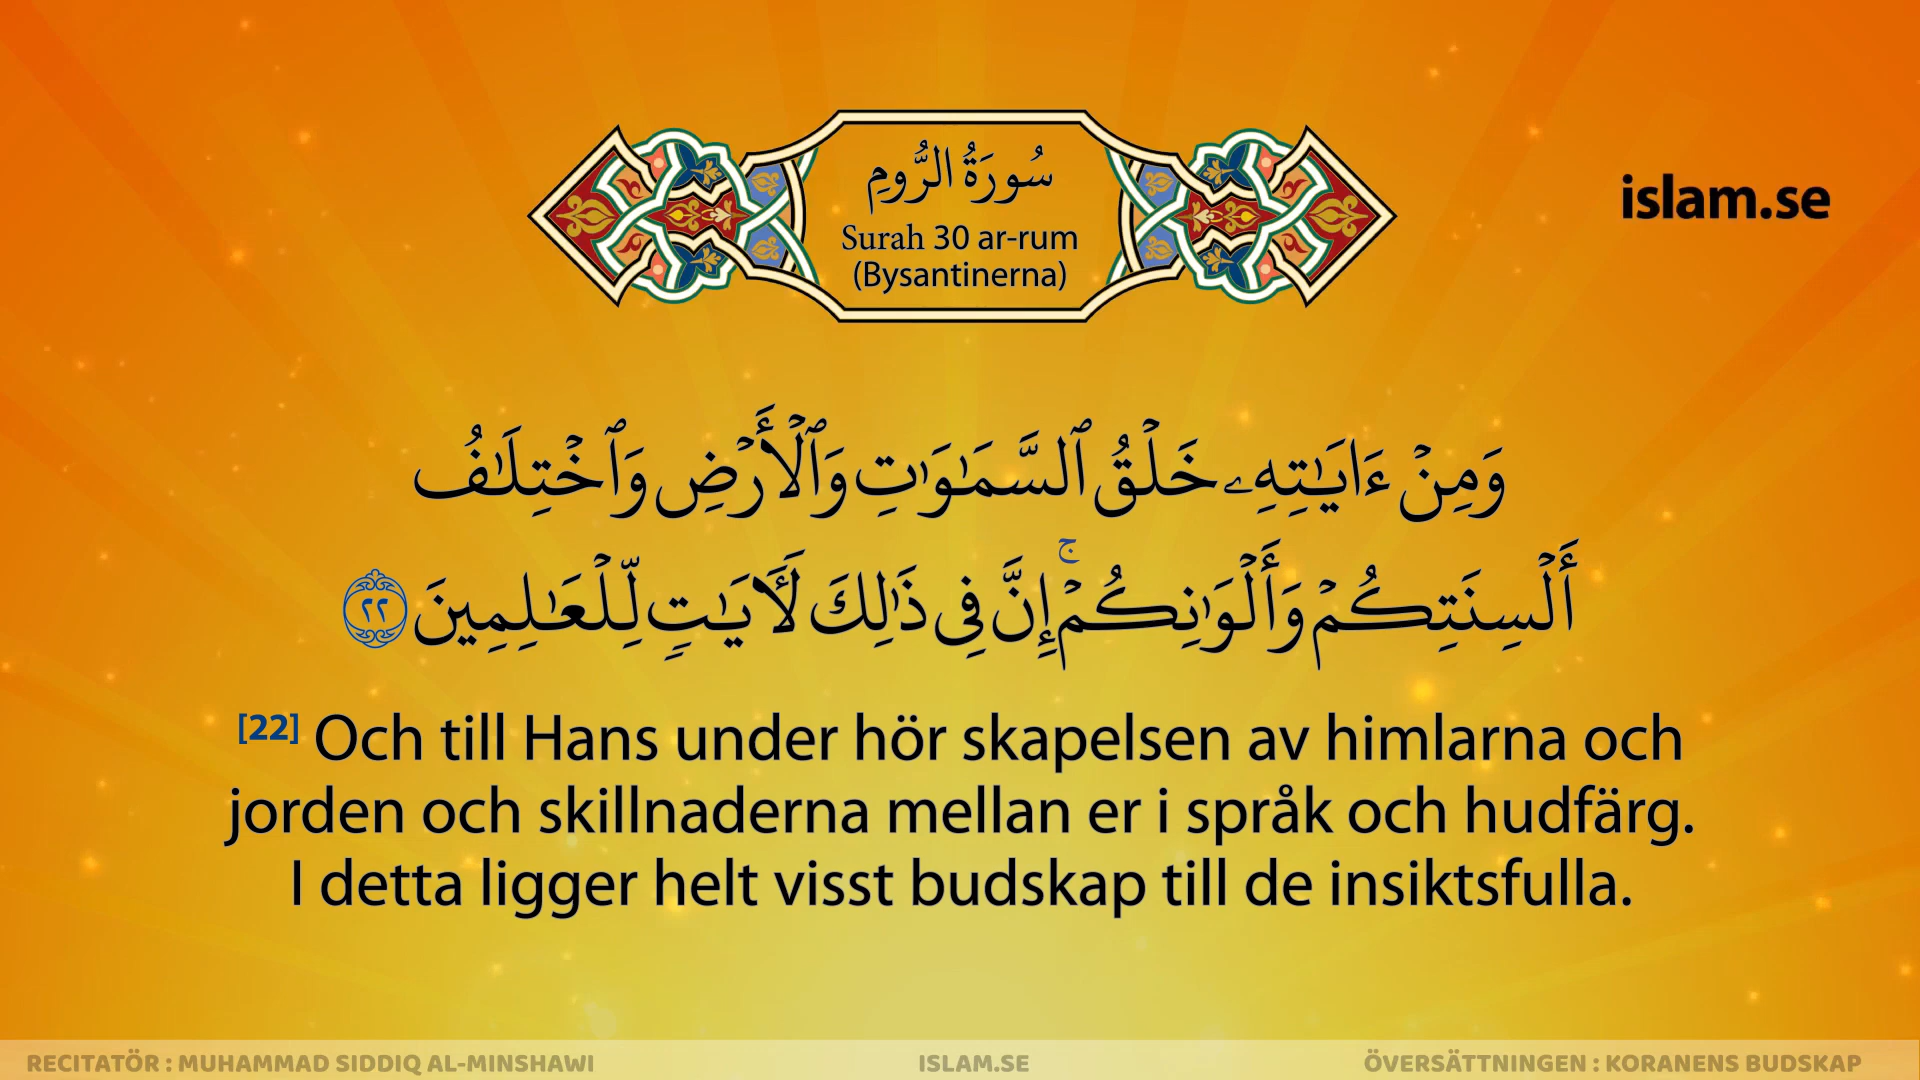 سُورَةُ الرُّومِ
Surah 30 ar-rum
(Bysantinerna)
islam.se
وَمِنْ ءَايَـٰتِهِۦ خَلْقُ ٱلسَّمَـٰوَٰتِ وَٱلْأَرْضِ وَٱخْتِلَـٰفُ
أَلْسِنَتِكُمْ وَأَلْوَٰنِكُمْ ۚ إِنَّ فِى ذَٰلِكَ لَـَٔايَـٰتٍ لِّلْعَـٰلِمِينَ ٢٢
[22] Och till Hans under hör skapelsen av himlarna och
jorden och skillnaderna mellan er i språk och hudfärg.
I detta ligger helt visst budskap till de insiktsfulla.
RECITATÖR : MUHAMMAD SIDDIQ AL-MINSHAWI
ISLAM.SE
ÖVERSÄTTNINGEN : KORANENS BUDSKAP